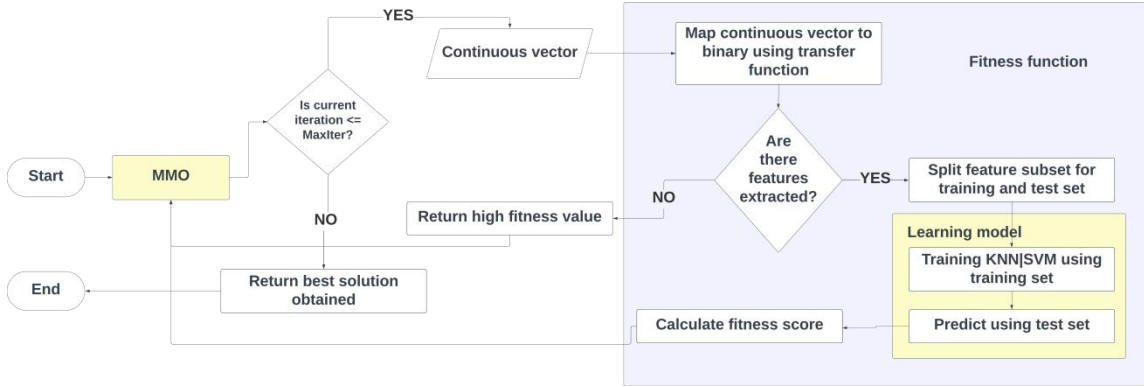 YES
Continuous vector
Map continuous vector to
binary using transfer
function
Fitness function
Is current
iteration <=
MaxIter?
Start
MMO
Are
there
features
extracted?
YES
Split feature subset for
training and test set
NO
Return high fitness value
NO
Learning model
Training KNN|SVM using
training set
End
Return best solution
obtained
Calculate fitness score
Predict using test set